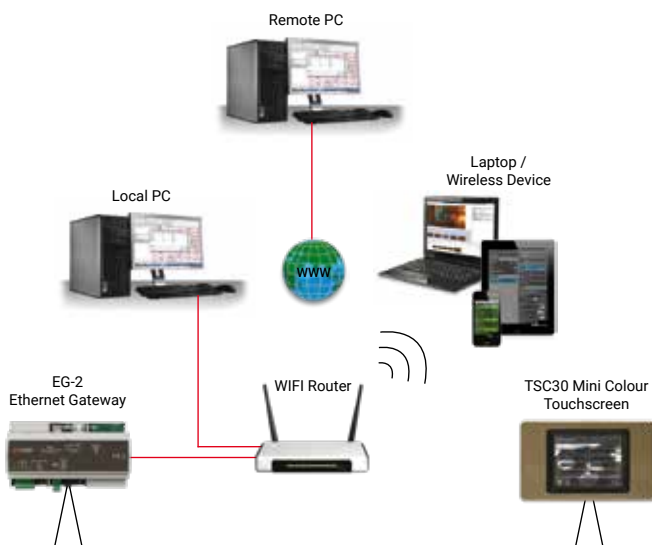 Remote PC
Laptop /
Wireless Device
Local PC
WWW
EG-2
Ethernet Gateway
WIFI Router
TSC30 Mini Colour
Touchscreen